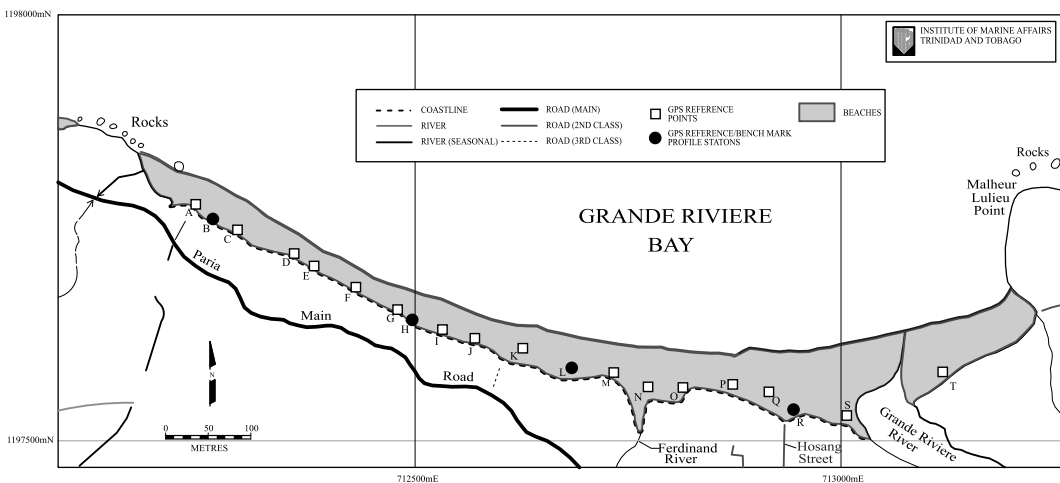 1198000mN
INSTITUTE OF MARINE AFFAIRS
TRINIDAD AND TOBAGO
COASTLINE
RIVER
RIVER (SEASONAL)
ROAD (MAIN)
ROAD (2ND CLASS)
ROAD (3RD CLASS)
GPS REFERENCE
POINTS
GPS REFERENCE/BENCH MARK
PROFILE STATONS
BEACHES
Rocks
Rocks
Malheur
Lulieu
Point
GRANDE RIVIERE
BAY
A
B
C
D
E
F
G
H
I
J
K
L
M
N
O
P
Q
R
S
T
Paria
Main
Road
N
0 50 100
METRES
Ferdinand
River
Hosang
Street
Grande Riviere
River
1197500mN
712500mE
713000mE